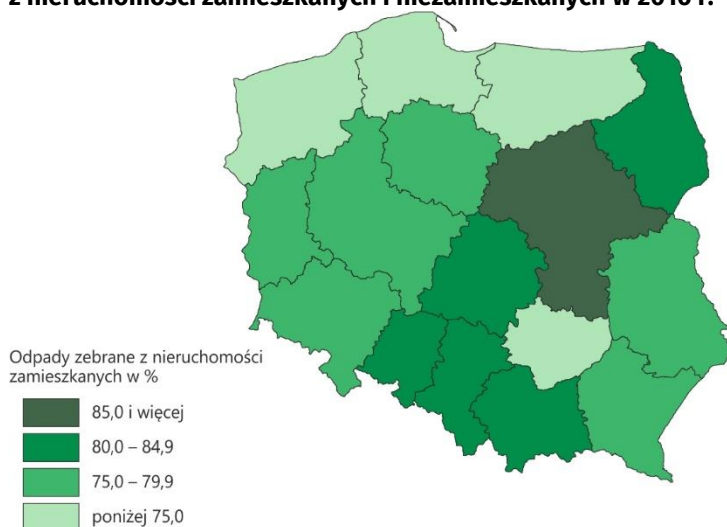 z nieruchomości zamieszkanych i niezamieszkanych w 2016 r.
Odpady zebrane z nieruchomości
zamieszkanych w %
85,0 i więcej
80,0 – 84,9
75,0 – 79,9
poniżej 75,0